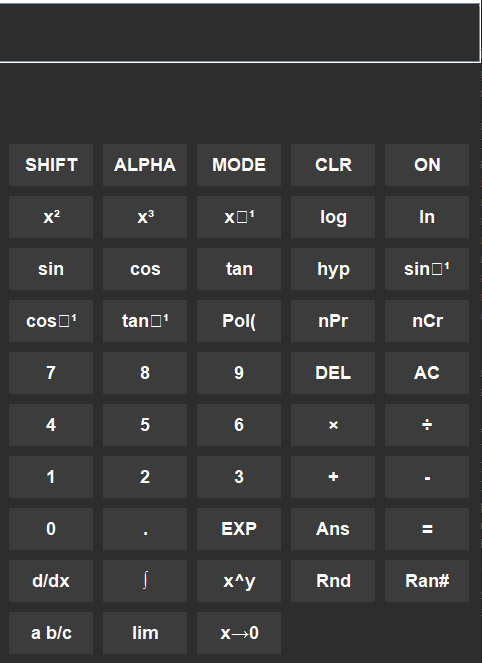 SHIFT ALPHA MODE CLR ON
x² x³ x□¹ log ln
sin cos tan hyp sin□¹
cos□¹ tan□¹ Pol( nPr nCr
7 8 9 DEL AC
4 5 6 × ÷
1 2 3 + -
0 . EXP Ans =
d/dx ∫ x^y Rnd Ran#
a b/c lim x→0